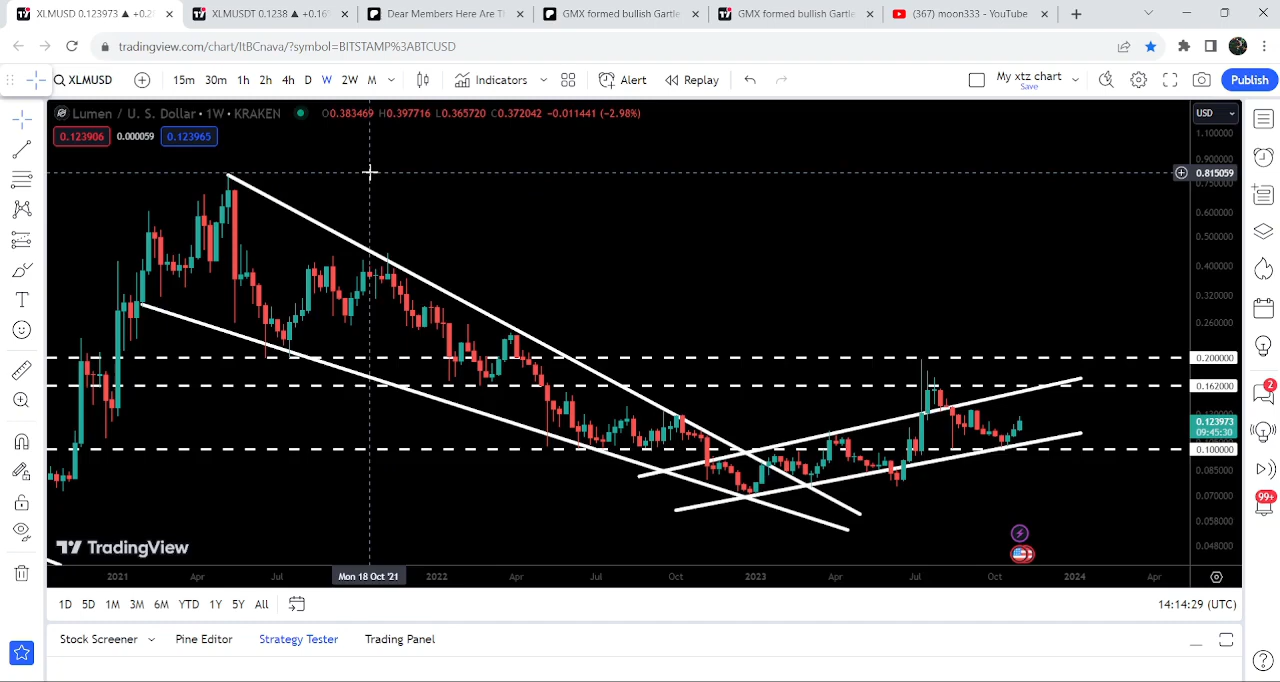 XLMUSD 0.123973 ▲ +0.2
XLMUSDT 0.1238 ▲ +0.16
Dear Members Here Are Th
GMX formed bullish Gartle
GMX formed bullish Gartle
(367) moon333 - YouTube
tradingview.com/chart/ItBCnava/?symbol=BITSTAMP%3ABTCUSD
XLMUSD 15m 30m 1h 2h 4h D W 2W M Indicators Alert Replay My xtz chart Publish
Save
Lumen / U. S. Dollar · 1W · KRAKEN O0.383469 H0.397716 L0.365720 C0.372042 −0.011441 (−2.98%) USD
0.123906 0.000059 0.123965
1.100000
0.900000
0.815059
0.750000
0.600000
0.500000
0.400000
0.320000
0.260000
0.200000
0.162000
0.123973
09:45:30
0.100000
0.085000
0.070000
0.058000
0.048000
2
99+
TradingView
2021 Apr Jul Mon 18 Oct '21 2022 Apr Jul Oct 2023 Apr Jul Oct 2024 Apr
1D 5D 1M 3M 6M YTD 1Y 5Y All 14:14:29 (UTC)
Stock Screener Pine Editor Strategy Tester Trading Panel